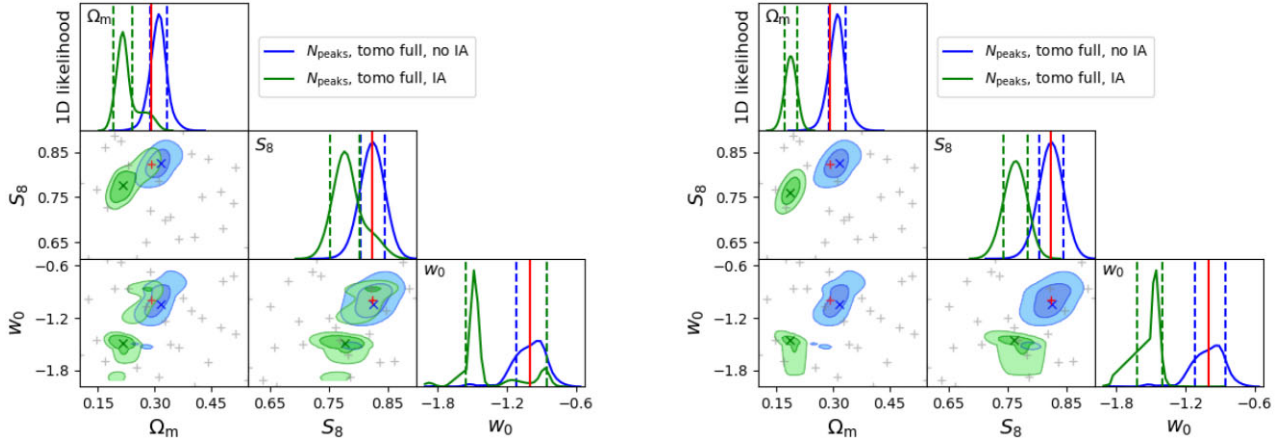 1D likelihood
Ωm
Npeaks, tomo full, no IA
Npeaks, tomo full, IA
S8
0.85
0.75
0.65
S8
w0
−0.6
−1.2
−1.8
w0
0.15 0.30 0.45
Ωm
0.65 0.75 0.85
S8
−1.8 −1.2 −0.6
w0
1D likelihood
Ωm
Npeaks, tomo full, no IA
Npeaks, tomo full, IA
S8
0.85
0.75
0.65
S8
w0
−0.6
−1.2
−1.8
w0
0.15 0.30 0.45
Ωm
0.65 0.75 0.85
S8
−1.8 −1.2 −0.6
w0